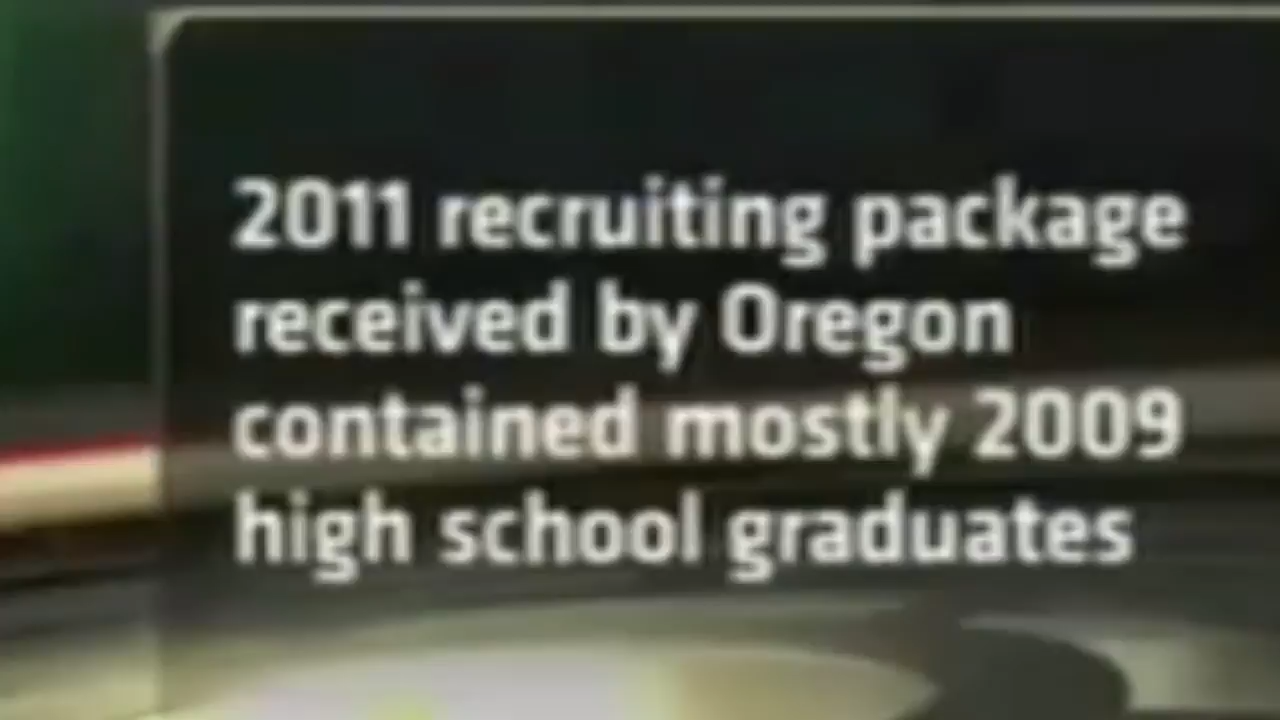 2011 recruiting package
received by Oregon
contained mostly 2009
high school graduates